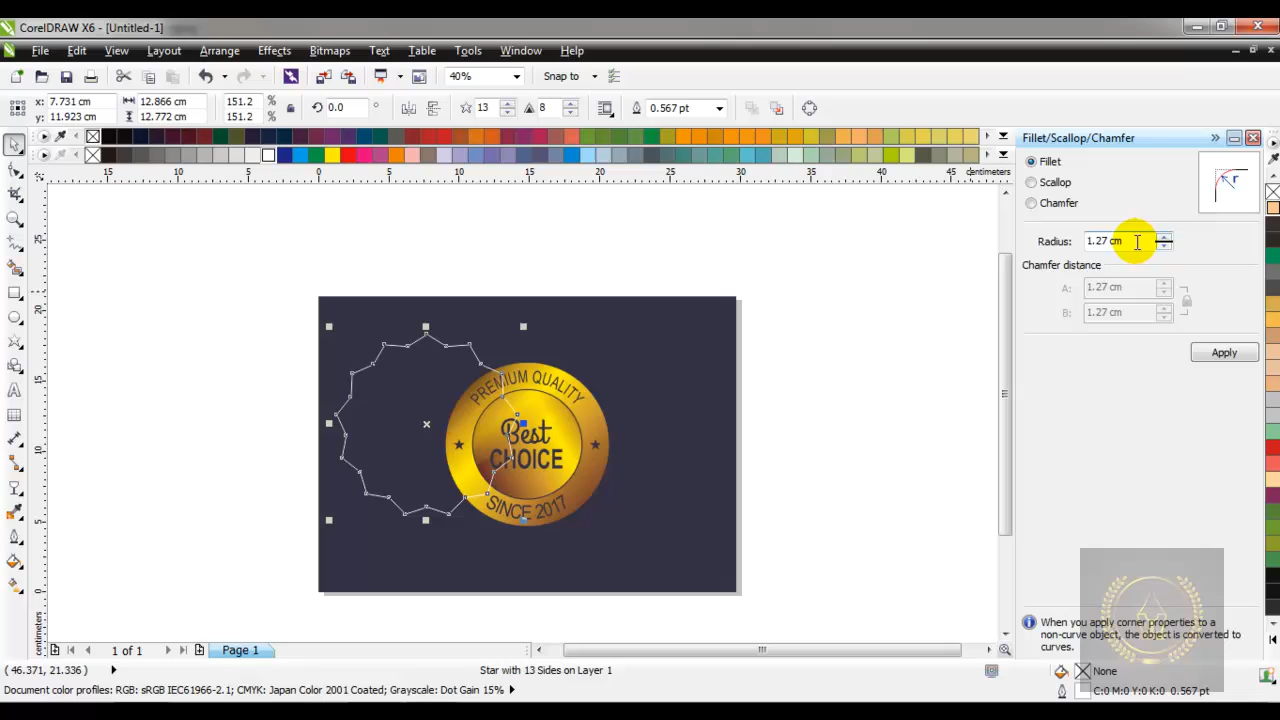 CorelDRAW X6 - [Untitled-1]
File Edit View Layout Arrange Effects Bitmaps Text Table Tools Window Help
40% Snap to
x: 7.731 cm 12.866 cm 151.2 % 0.0 ° 13 8 0.567 pt
y: 11.923 cm 12.772 cm 151.2 %
15 10 5 0 5 10 15 20 25 30 35 40 45 centimeters
25
20
15
10
5
0
centimeters
PREMIUM QUALITY
Best
CHOICE
SINCE 2017
Fillet/Scallop/Chamfer
Fillet
Scallop
Chamfer
r
Radius: 1.27 cm
Chamfer distance
A: 1.27 cm
B: 1.27 cm
Apply
When you apply corner properties to a
non-curve object, the object is converted to
curves.
1 of 1 Page 1
( 46.371, 21.336 ) Star with 13 Sides on Layer 1 None
Document color profiles: RGB: sRGB IEC61966-2.1; CMYK: Japan Color 2001 Coated; Grayscale: Dot Gain 15% C:0 M:0 Y:0 K:0 0.567 pt